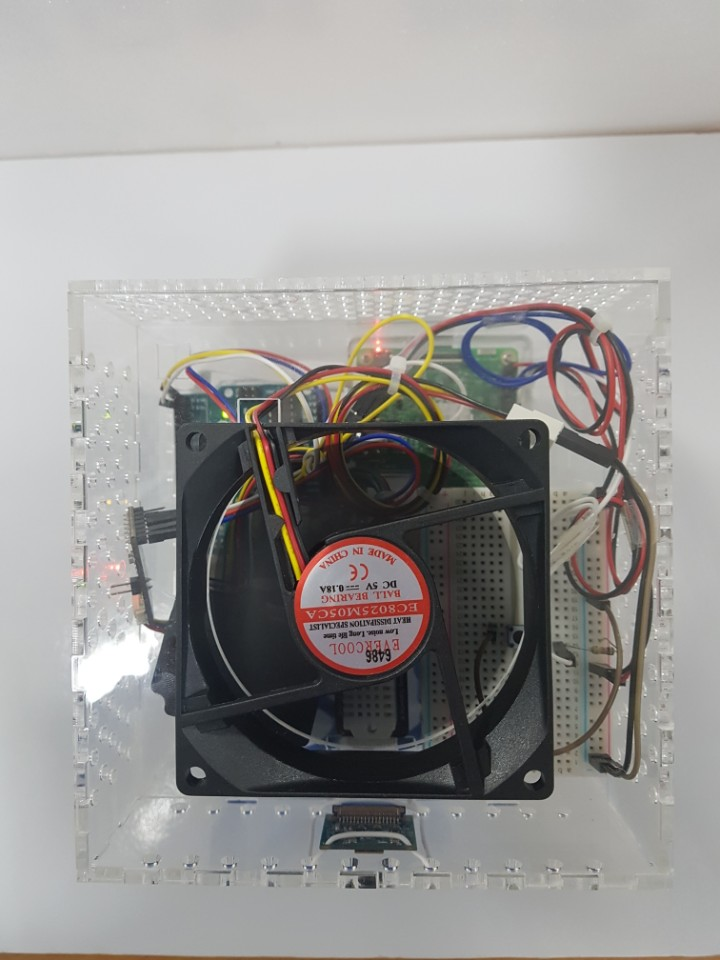 6486
EVERCOOL
Low noise, Long life time
HEAT DISSIPATION SPECIALIST
EC8025M05CA
BALL BEARING
DC 5V ⎓ 0.18A
CE
MADE IN CHINA